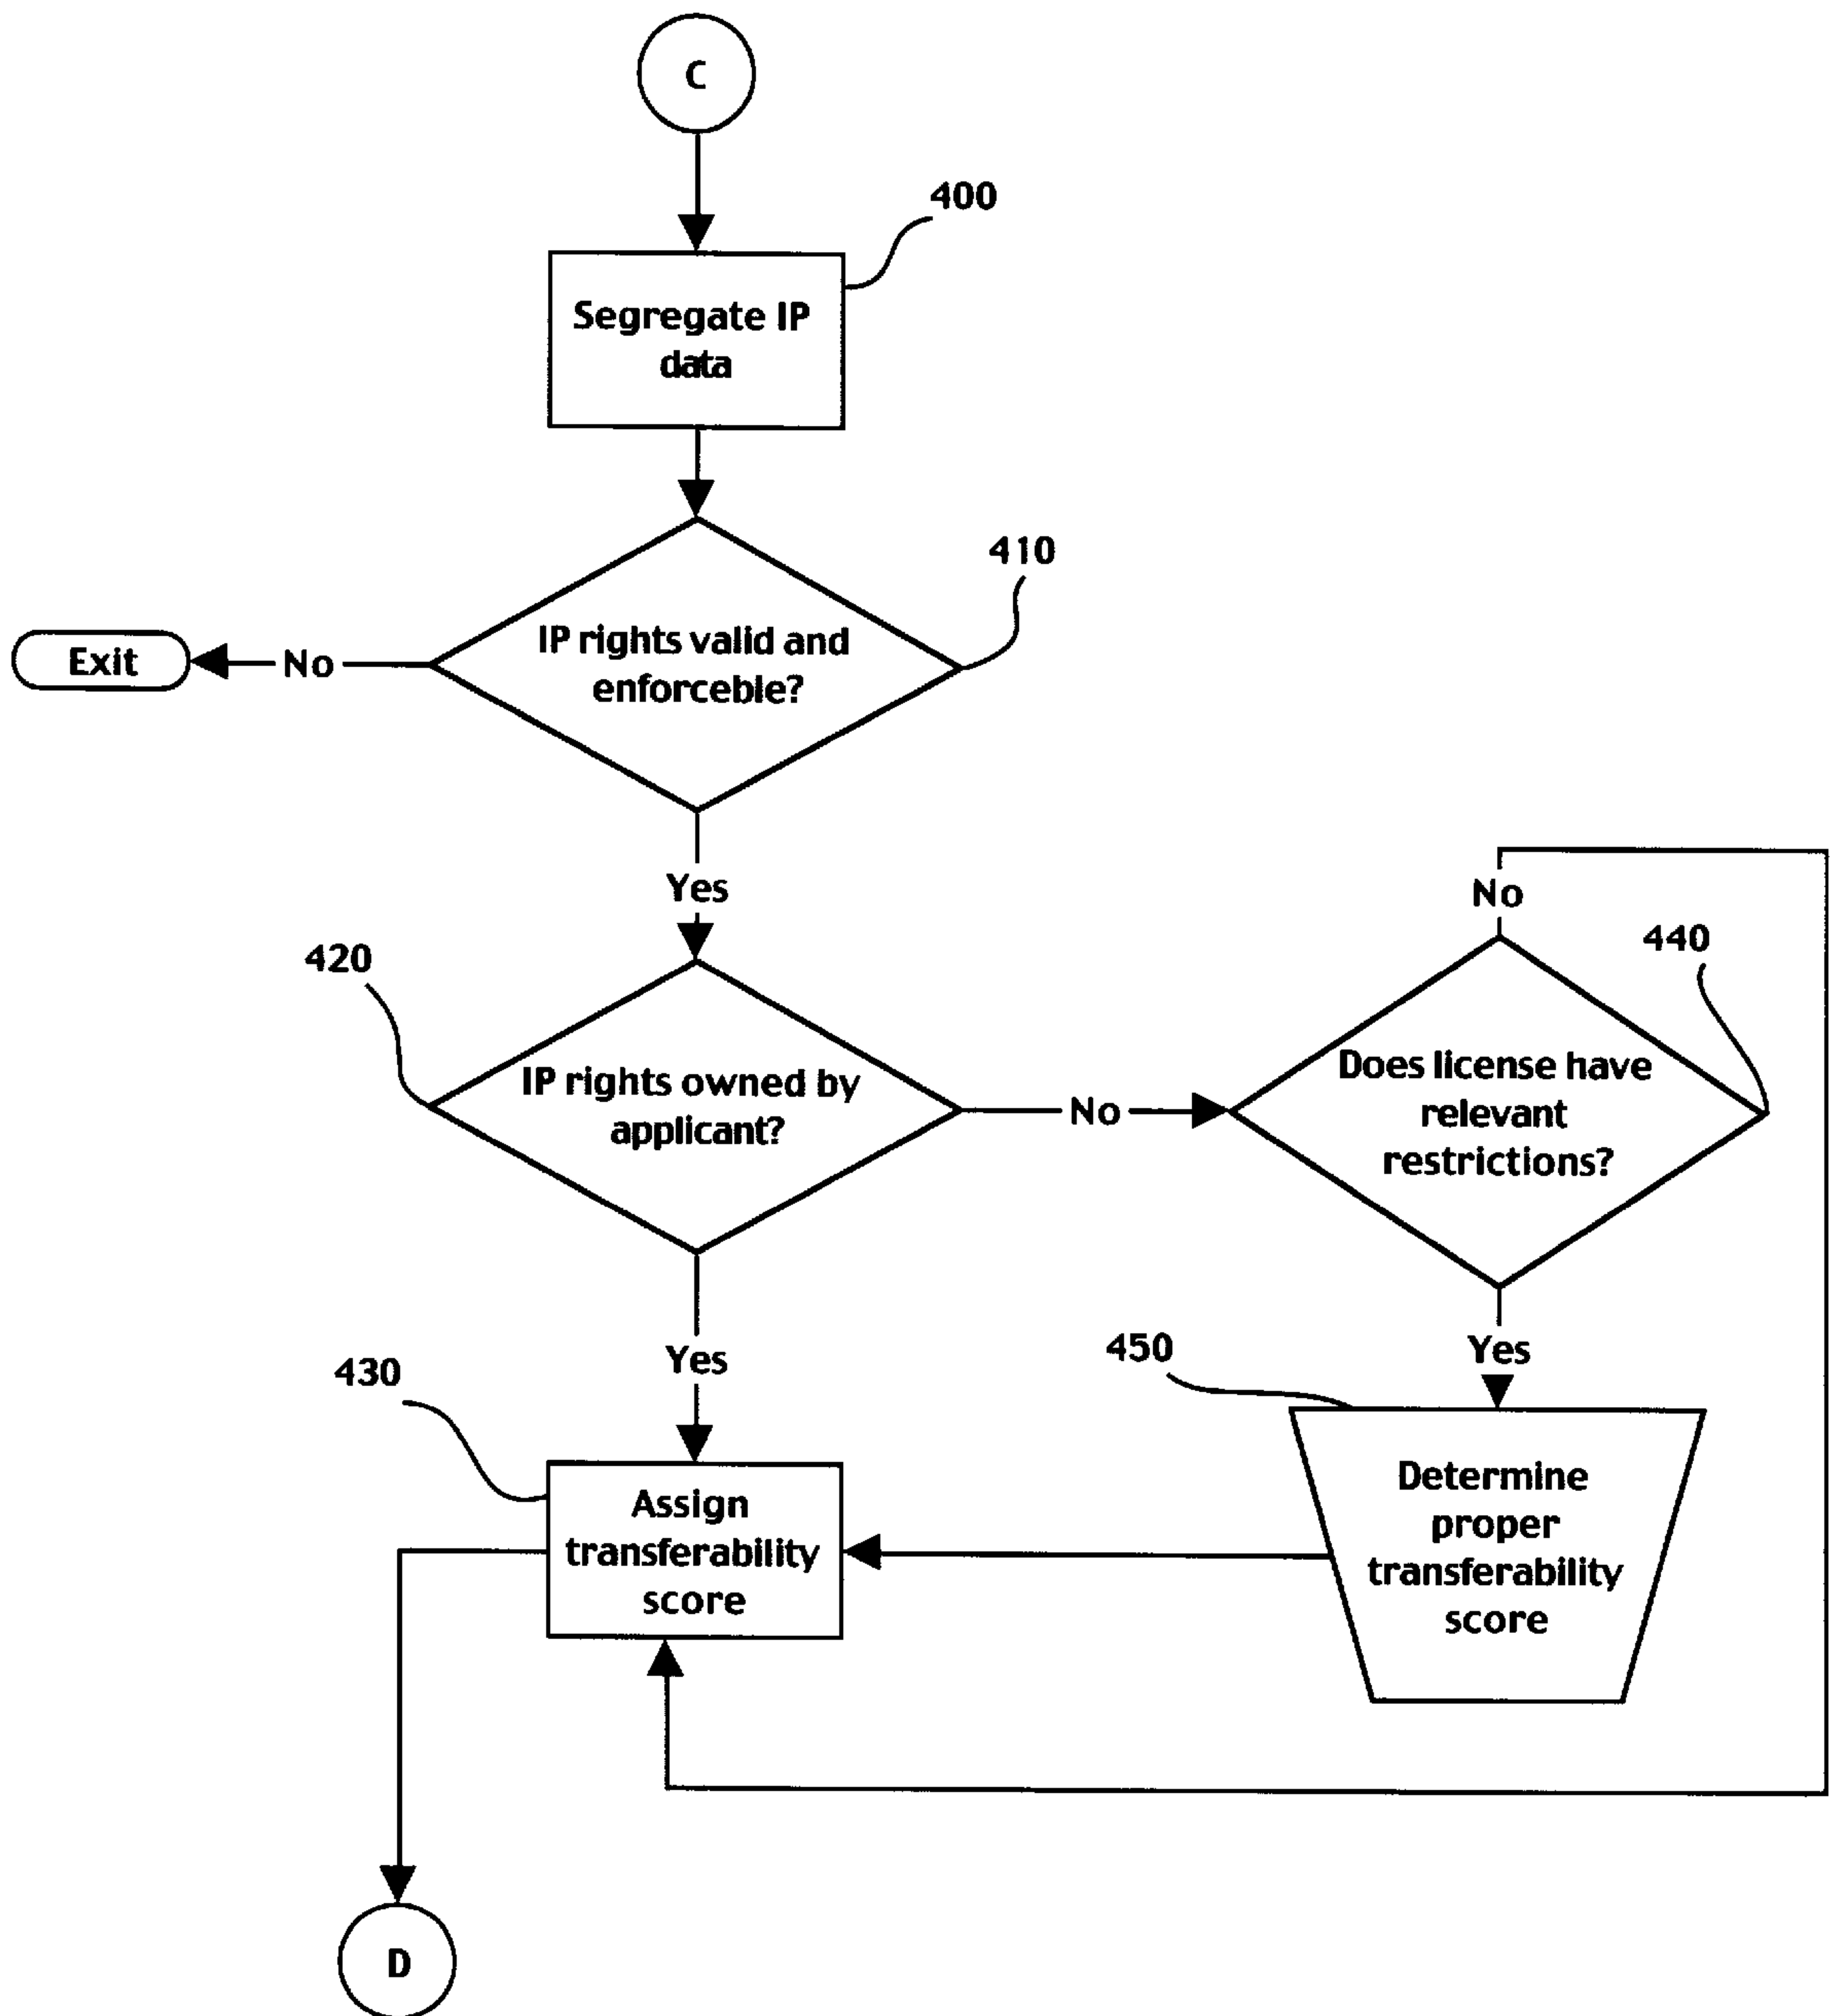 C
400
Segregate IP
data
410
IP rights valid and
enforceble?
No
Exit
Yes
No
420
440
IP rights owned by
applicant?
No
Does license have
relevant
restrictions?
Yes
Yes
430
450
Assign
transferability
score
Determine
proper
transferability
score
D